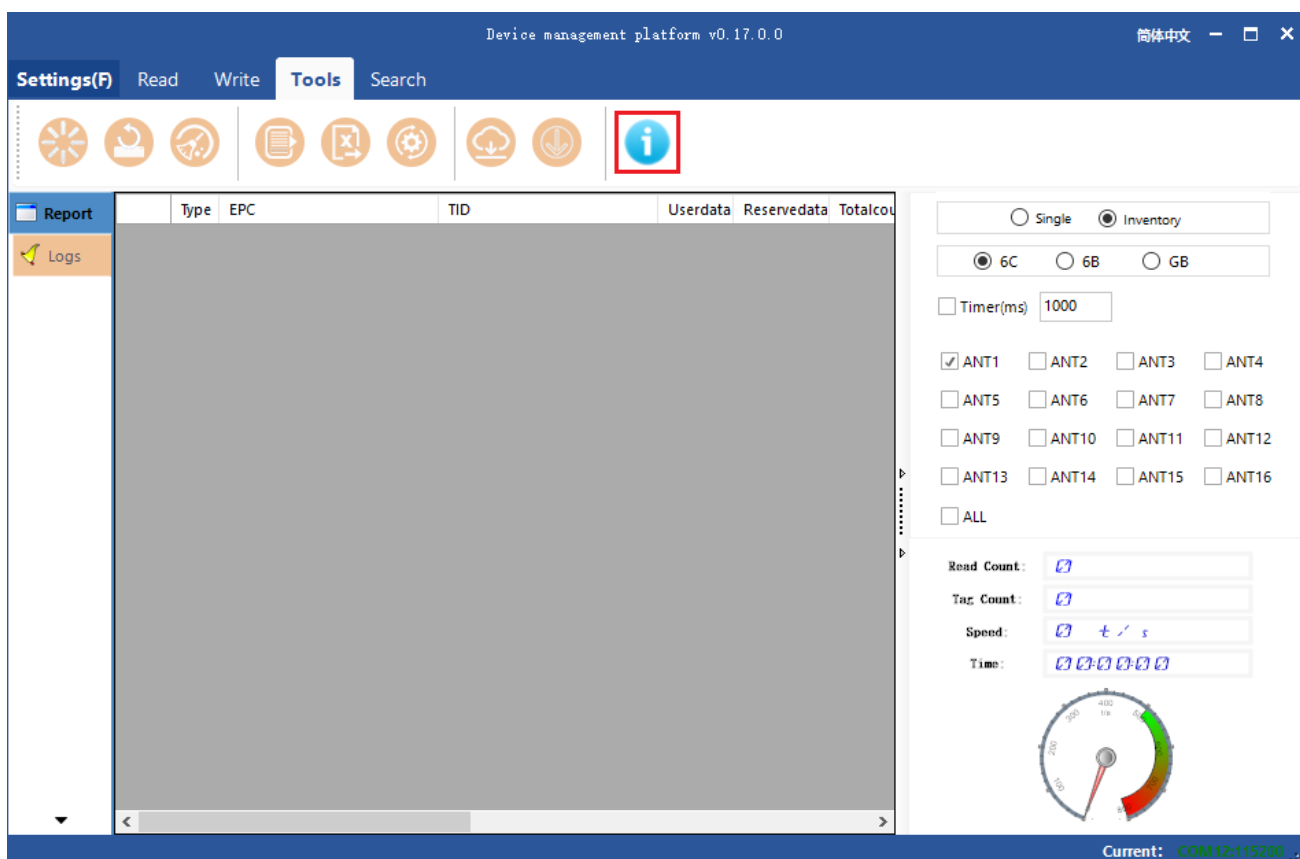 Device management platform v0.17.0.0
简体中文
Settings(F) Read Write Tools Search
Report
Logs
Type EPC TID Userdata Reservedata Totalcou
Single Inventory
6C 6B GB
Timer(ms) 1000
ANT1 ANT2 ANT3 ANT4
ANT5 ANT6 ANT7 ANT8
ANT9 ANT10 ANT11 ANT12
ANT13 ANT14 ANT15 ANT16
ALL
Read Count: 0
Tag Count: 0
Speed: 0 t/s
Time: 00:00:00
400
300
200
100
Current: COM12:115200